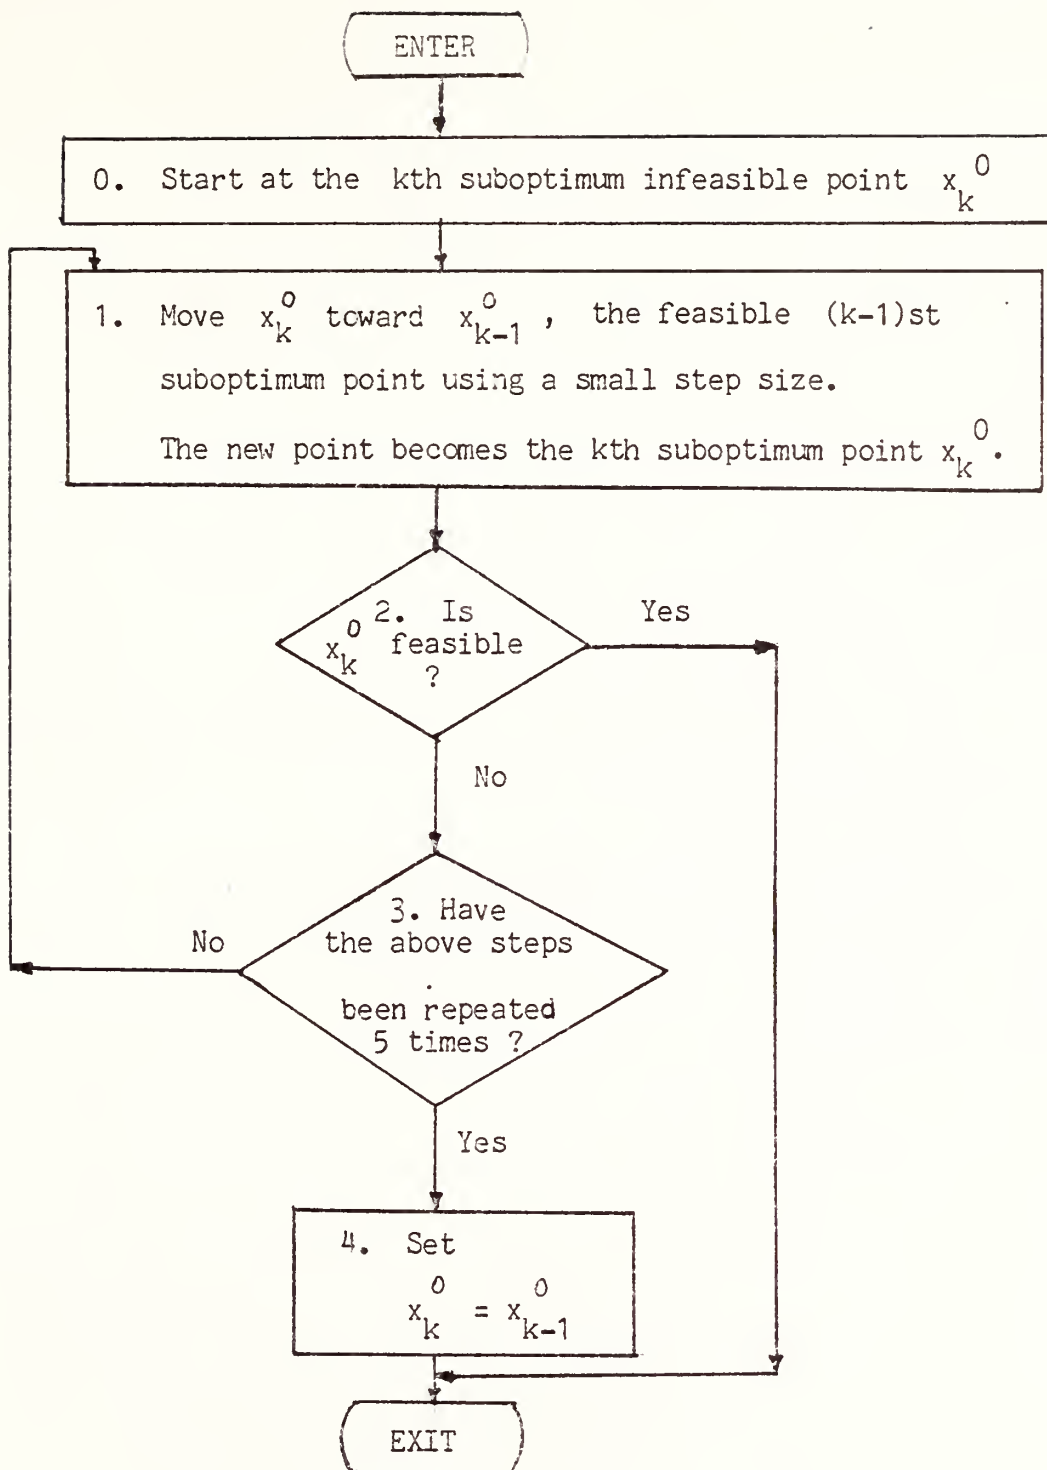 ENTER
0. Start at the kth suboptimum infeasible point x_k^0
1. Move x_k^0 toward x_{k-1}^0 , the feasible (k-1)st
suboptimum point using a small step size.
The new point becomes the kth suboptimum point x_k^0.
2. Is
x_k^0 feasible
?
Yes
No
3. Have
the above steps
been repeated
5 times ?
No
Yes
4. Set
x_k^0 = x_{k-1}^0
EXIT